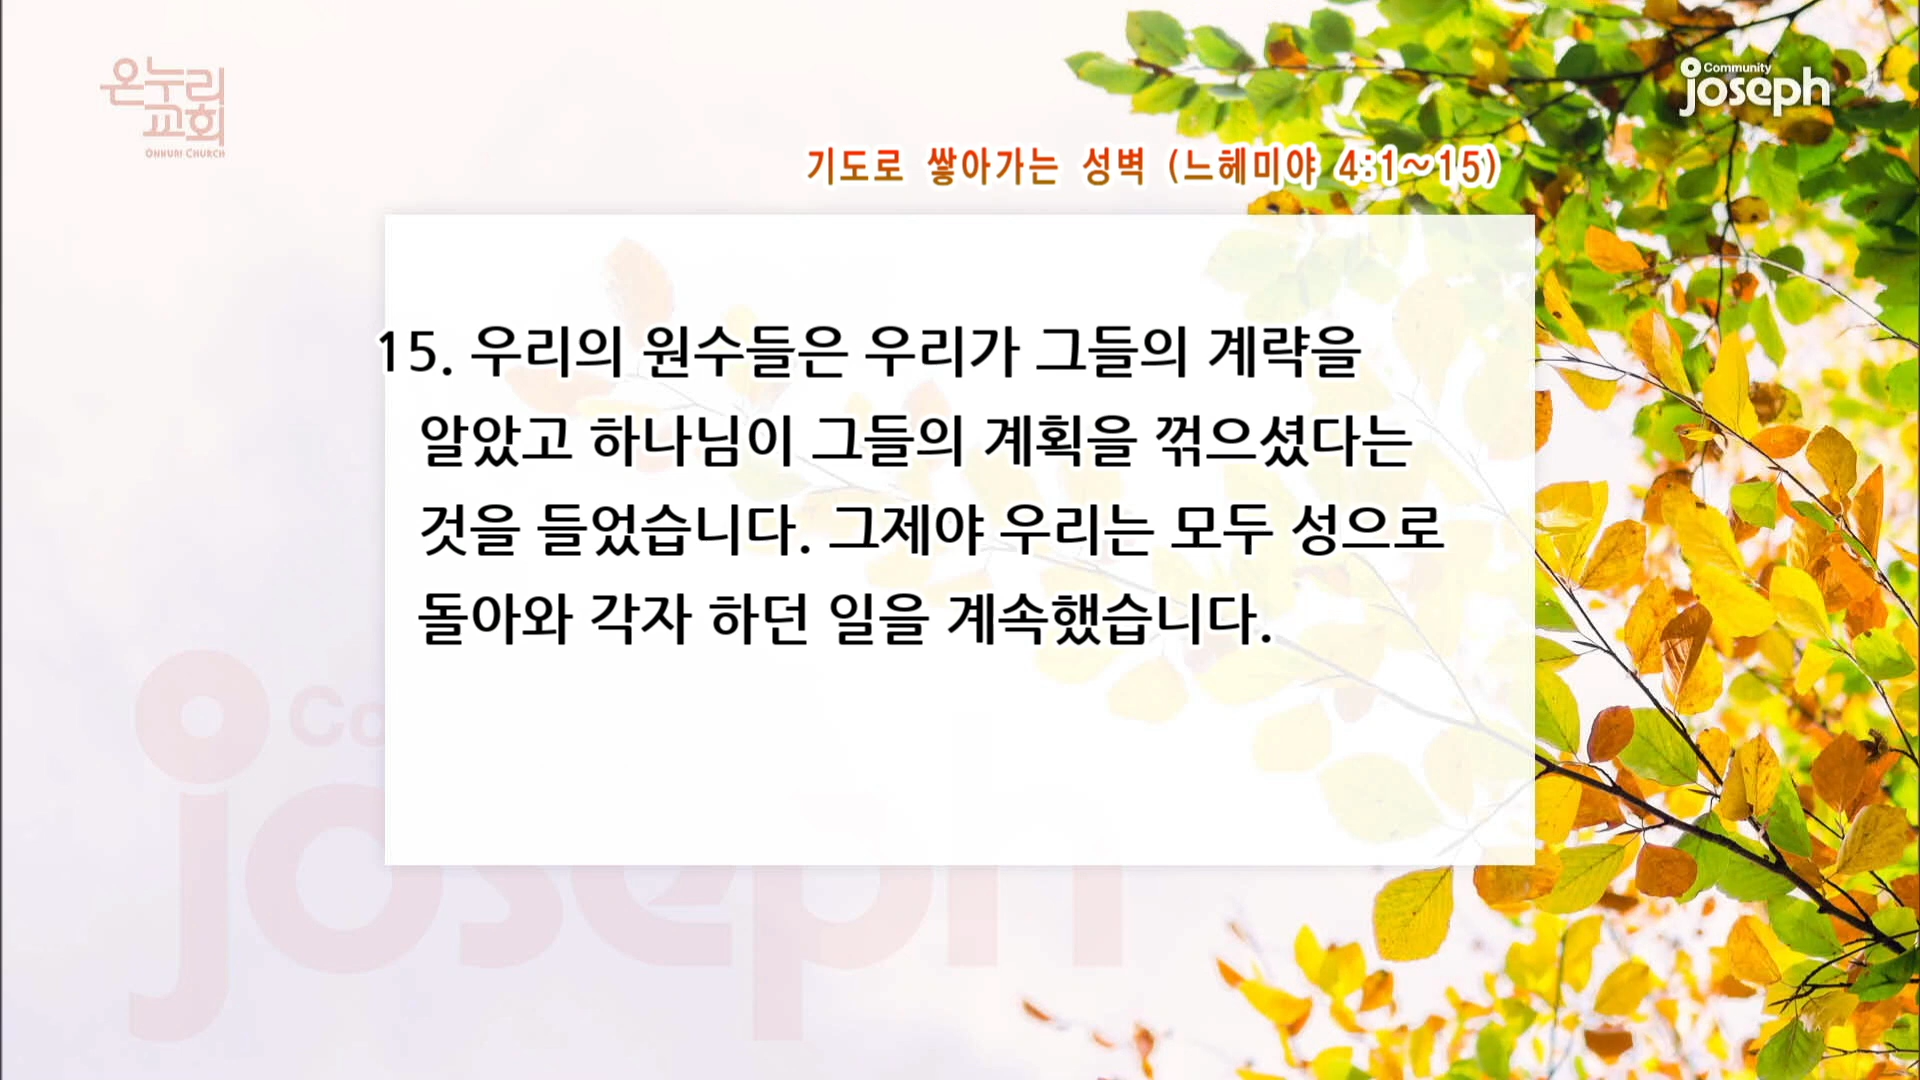 온누리
교회
ONNURI CHURCH
Community
joseph
기도로 쌓아가는 성벽 (느헤미야 4:1~15)
15. 우리의 원수들은 우리가 그들의 계략을
알았고 하나님이 그들의 계획을 꺾으셨다는
것을 들었습니다. 그제야 우리는 모두 성으로
돌아와 각자 하던 일을 계속했습니다.
Co
joseph